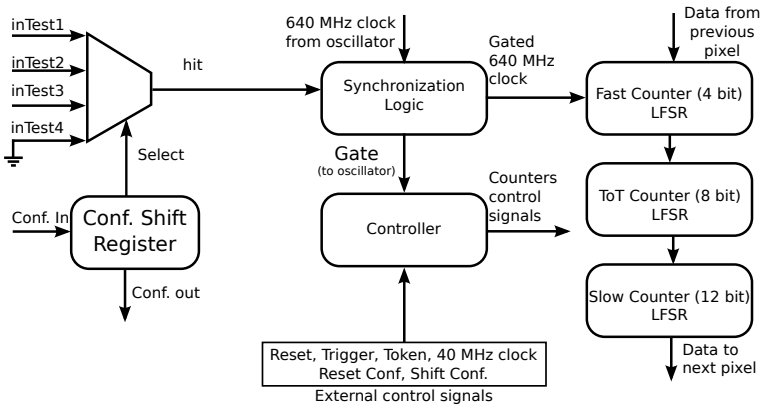 inTest1
inTest2
inTest3
inTest4
hit
Select
Conf. In
Conf. Shift
Register
Conf. out
640 MHz clock
from oscillator
Synchronization
Logic
Gated
640 MHz
clock
Gate
(to oscillator)
Controller
Counters
control
signals
Reset, Trigger, Token, 40 MHz clock
Reset Conf, Shift Conf.
External control signals
Data from
previous
pixel
Fast Counter (4 bit)
LFSR
ToT Counter (8 bit)
LFSR
Slow Counter (12 bit)
LFSR
Data to
next pixel